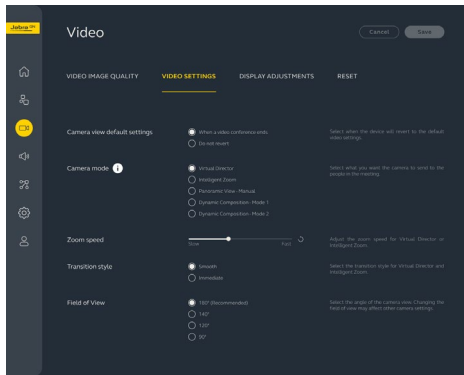 Jabra GN
Video
Cancel
Save
VIDEO IMAGE QUALITY
VIDEO SETTINGS
DISPLAY ADJUSTMENTS
RESET
Camera view default settings
When a video conference ends
Do not revert
Select when the device will revert to the default
video settings.
Camera mode i
Virtual Director
Intelligent Zoom
Panoramic View - Manual
Dynamic Composition - Mode 1
Dynamic Composition - Mode 2
Select what you want the camera to send to the
people in the meeting.
Zoom speed
Slow
Fast
Adjust the zoom speed for Virtual Director or
Intelligent Zoom.
Transition style
Smooth
Immediate
Select the transition style for Virtual Director and
Intelligent Zoom.
Field of View
180° (Recommended)
140°
120°
90°
Select the angle of the camera view. Changing the
field of view may affect other camera settings.